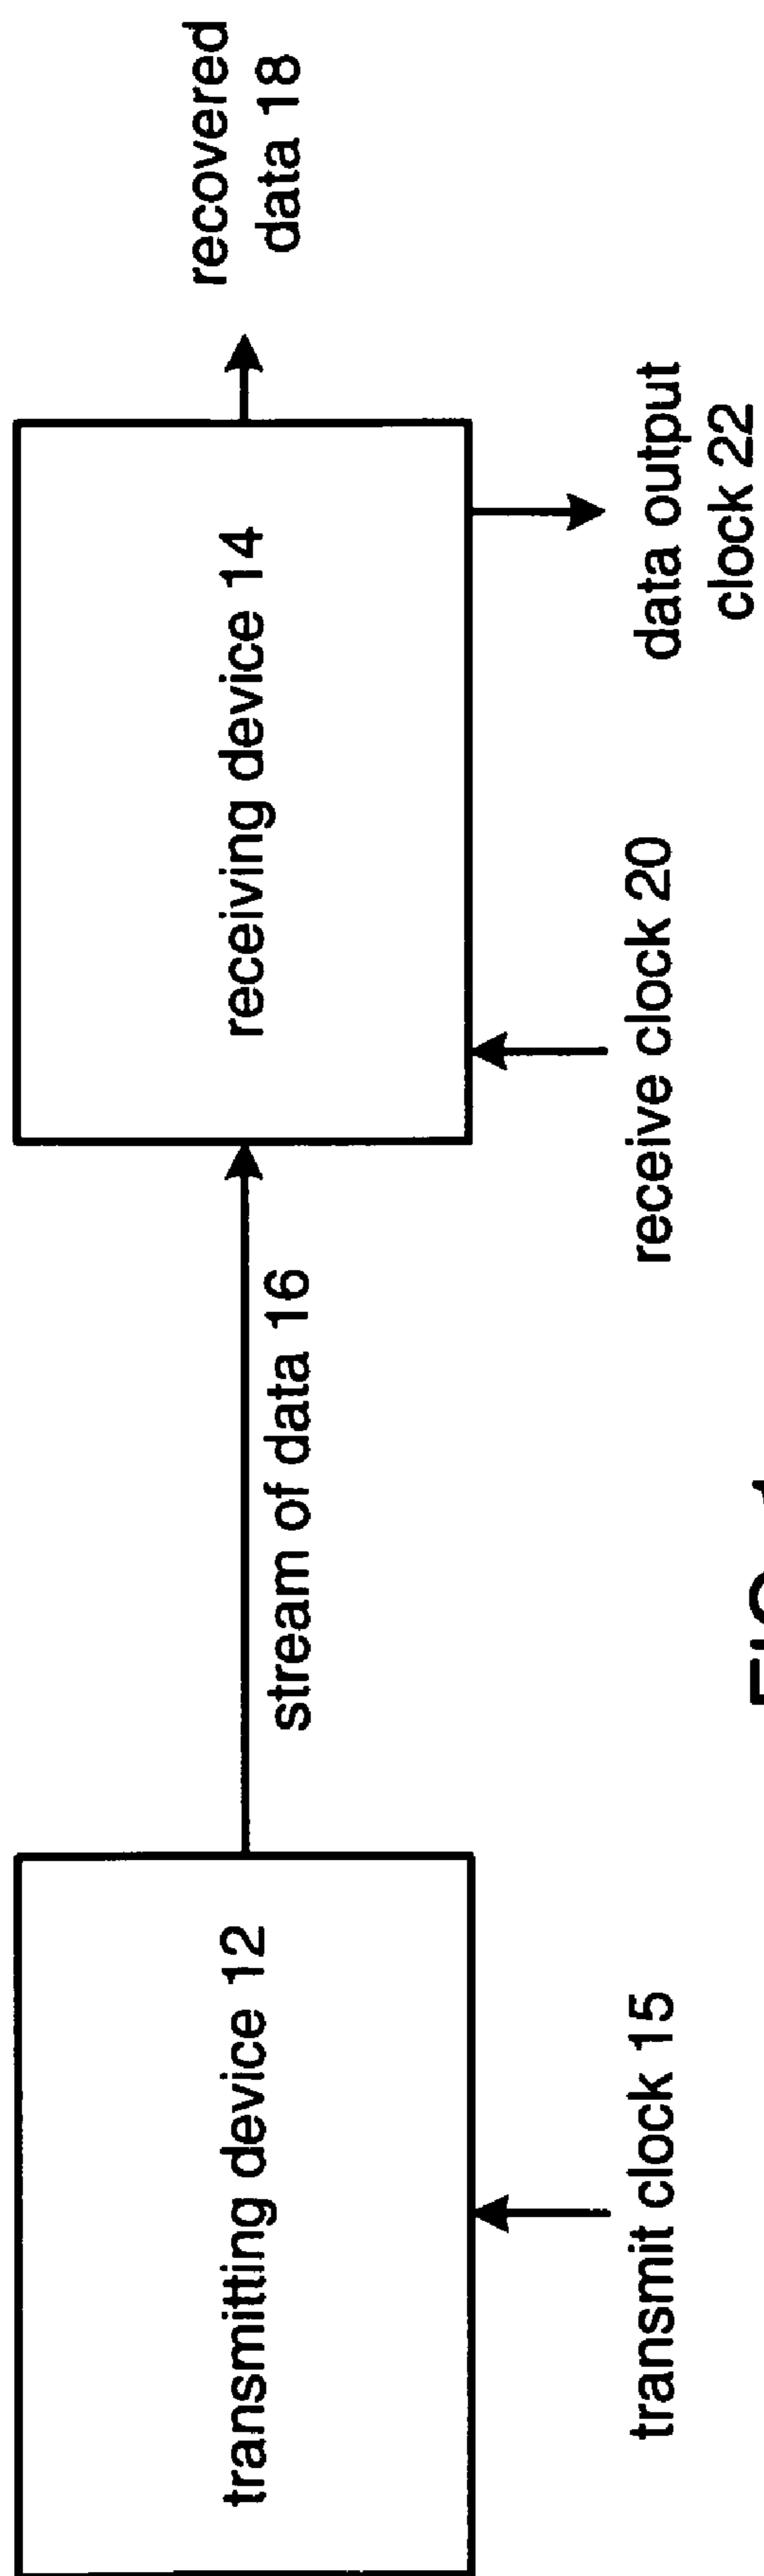 transmitting device 12
transmit clock 15
stream of data 16
receiving device 14
receive clock 20
data output
clock 22
recovered
data 18
FIG.